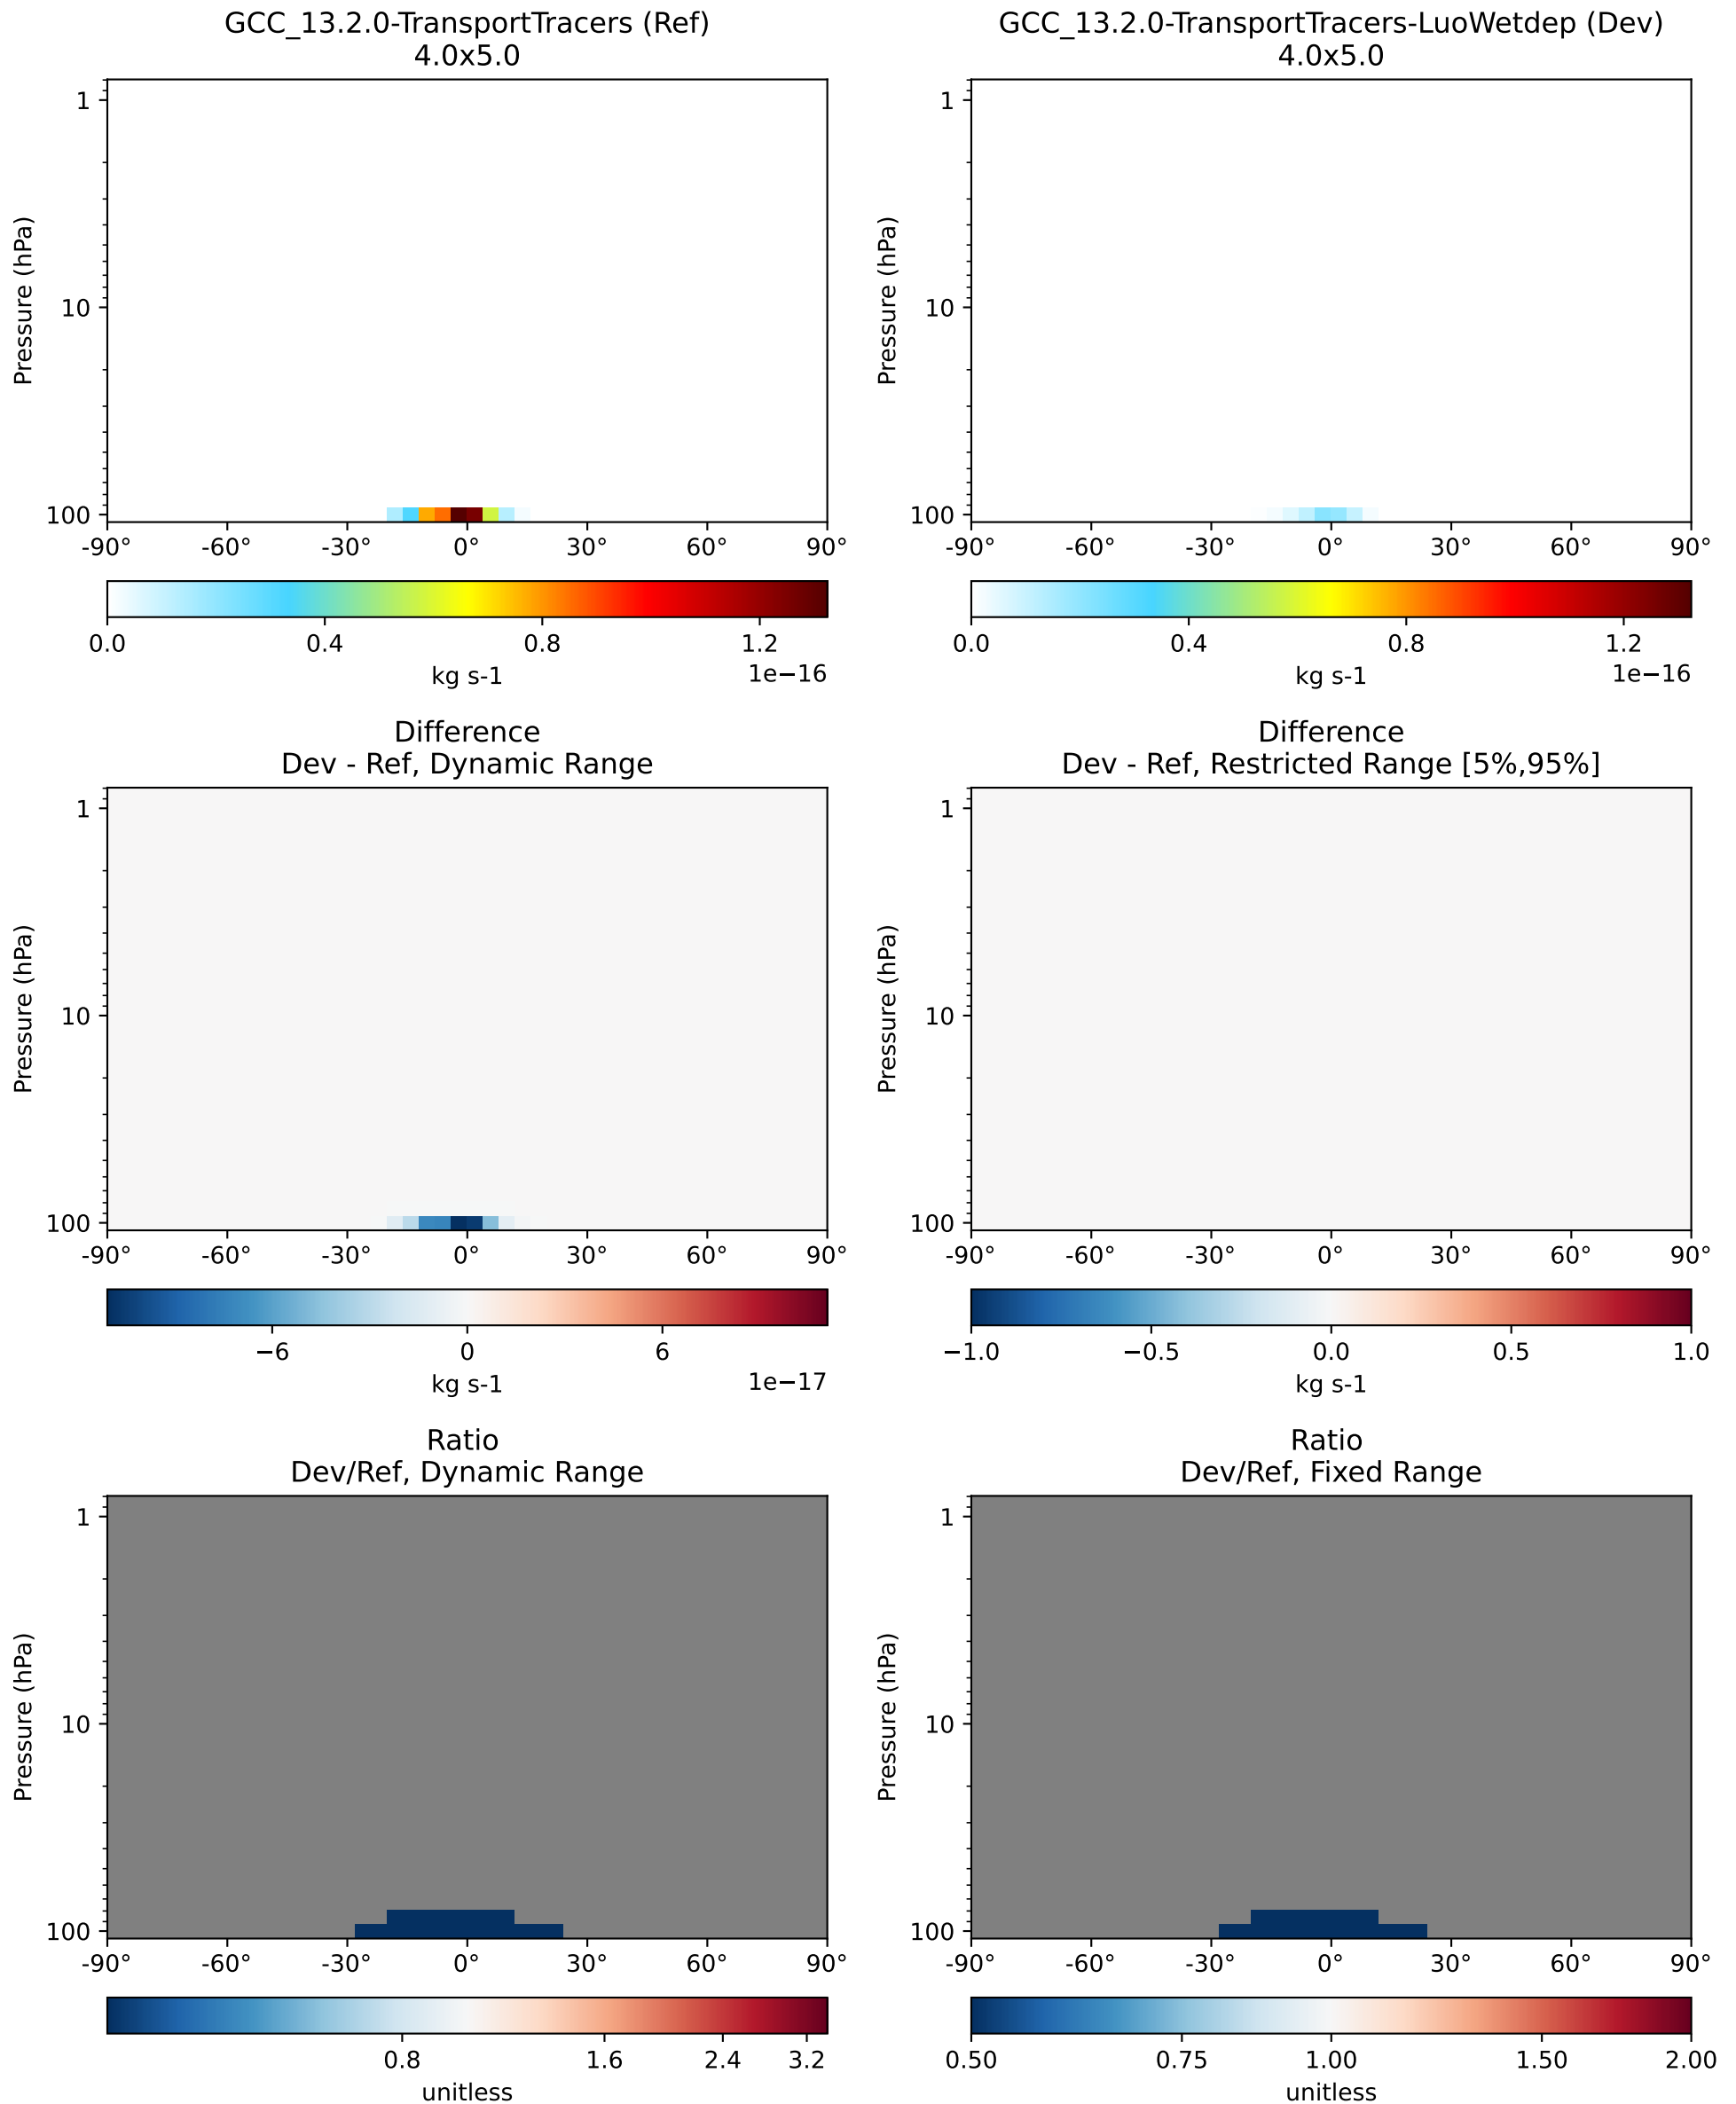 GCC_13.2.0-TransportTracers (Ref)
4.0x5.0
GCC_13.2.0-TransportTracers-LuoWetdep (Dev)
4.0x5.0
Pressure (hPa)
1
10
100
-90° -60° -30° 0° 30° 60° 90°
0.0 0.4 0.8 1.2
1e−16
kg s-1
Pressure (hPa)
1
10
100
-90° -60° -30° 0° 30° 60° 90°
0.0 0.4 0.8 1.2
1e−16
kg s-1
Difference
Dev - Ref, Dynamic Range
Pressure (hPa)
1
10
100
-90° -60° -30° 0° 30° 60° 90°
−6 0 6
1e−17
kg s-1
Difference
Dev - Ref, Restricted Range [5%,95%]
Pressure (hPa)
1
10
100
-90° -60° -30° 0° 30° 60° 90°
−1.0 −0.5 0.0 0.5 1.0
kg s-1
Ratio
Dev/Ref, Dynamic Range
Pressure (hPa)
1
10
100
-90° -60° -30° 0° 30° 60° 90°
0.8 1.6 2.4 3.2
unitless
Ratio
Dev/Ref, Fixed Range
Pressure (hPa)
1
10
100
-90° -60° -30° 0° 30° 60° 90°
0.50 0.75 1.00 1.50 2.00
unitless